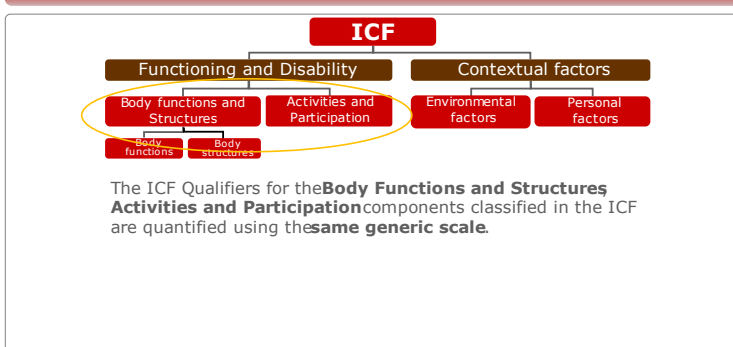 ICF
Functioning and Disability
Contextual factors
Body functions and
Structures
Activities and
Participation
Environmental
factors
Personal
factors
Body
functions
Body
structures
The ICF Qualifiers for the Body Functions and Structures,
Activities and Participation components classified in the ICF
are quantified using the same generic scale.